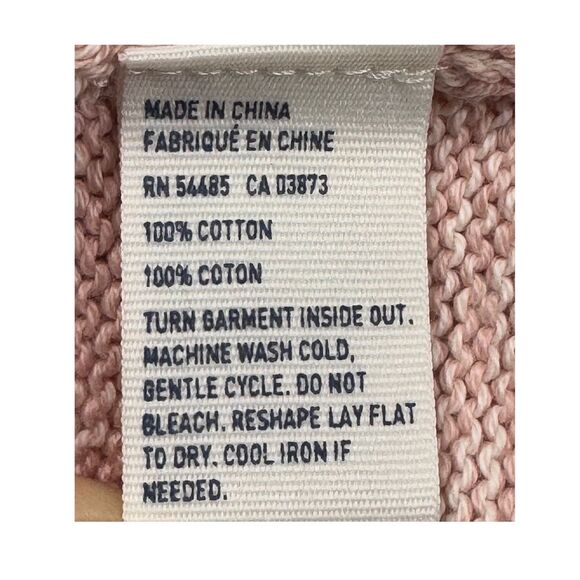 MADE IN CHINA
FABRIQUÉ EN CHINE
RN 54485 CA 03873
100% COTTON
100% COTON
TURN GARMENT INSIDE OUT.
MACHINE WASH COLD,
GENTLE CYCLE. DO NOT
BLEACH. RESHAPE LAY FLAT
TO DRY. COOL IRON IF
NEEDED.